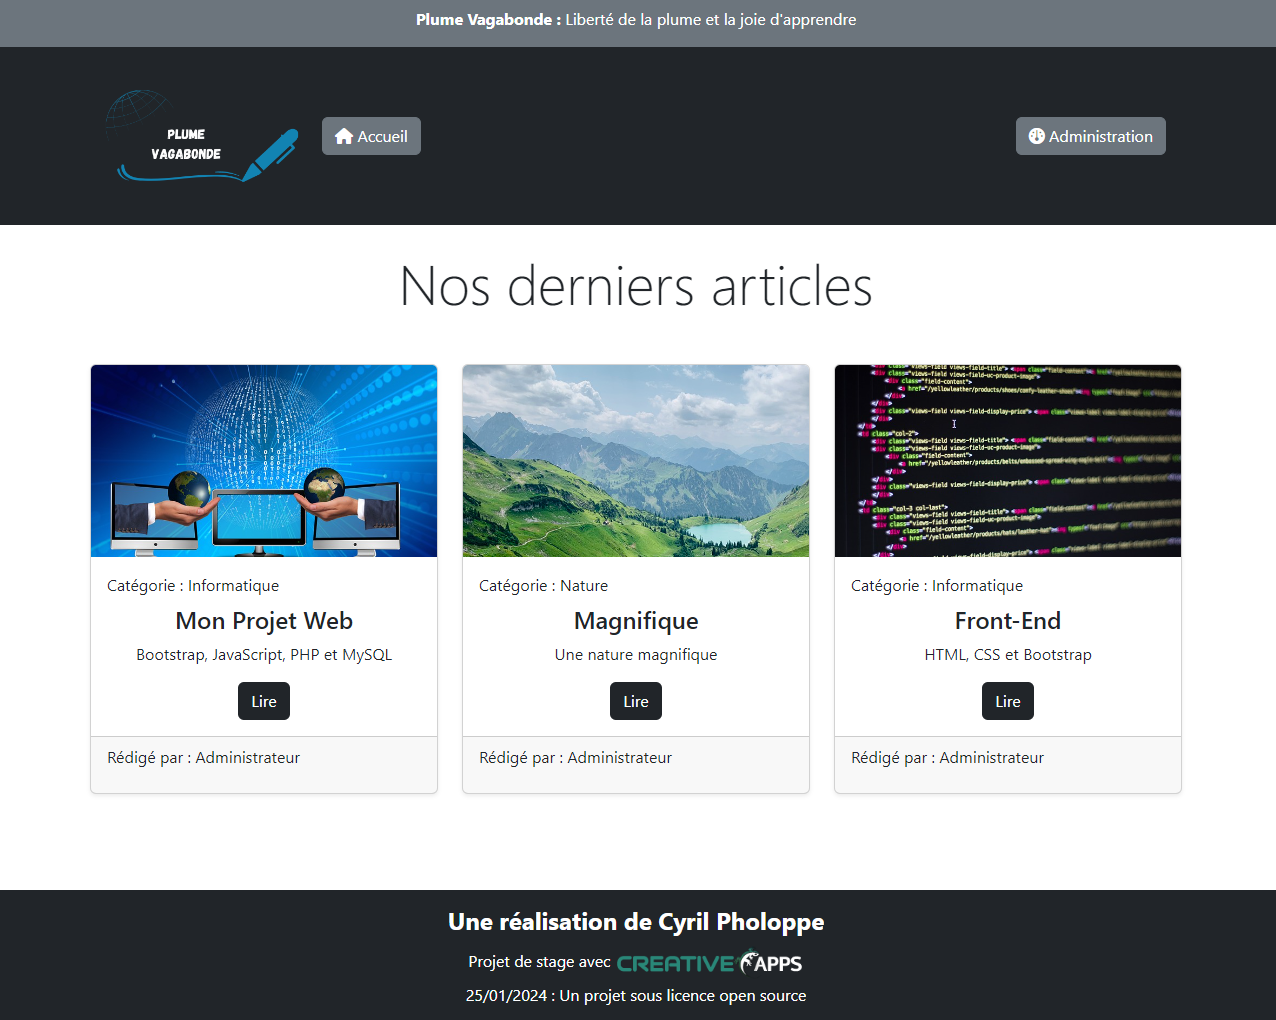 Plume Vagabonde : Liberté de la plume et la joie d'apprendre
PLUME
VAGABONDE
Accueil
Administration
Nos derniers articles
Catégorie : Informatique
Mon Projet Web
Bootstrap, JavaScript, PHP et MySQL
Lire
Rédigé par : Administrateur
Catégorie : Nature
Magnifique
Une nature magnifique
Lire
Rédigé par : Administrateur
Catégorie : Informatique
Front-End
HTML, CSS et Bootstrap
Lire
Rédigé par : Administrateur
Une réalisation de Cyril Pholoppe
Projet de stage avec CREATIVE APPS
25/01/2024 : Un projet sous licence open source